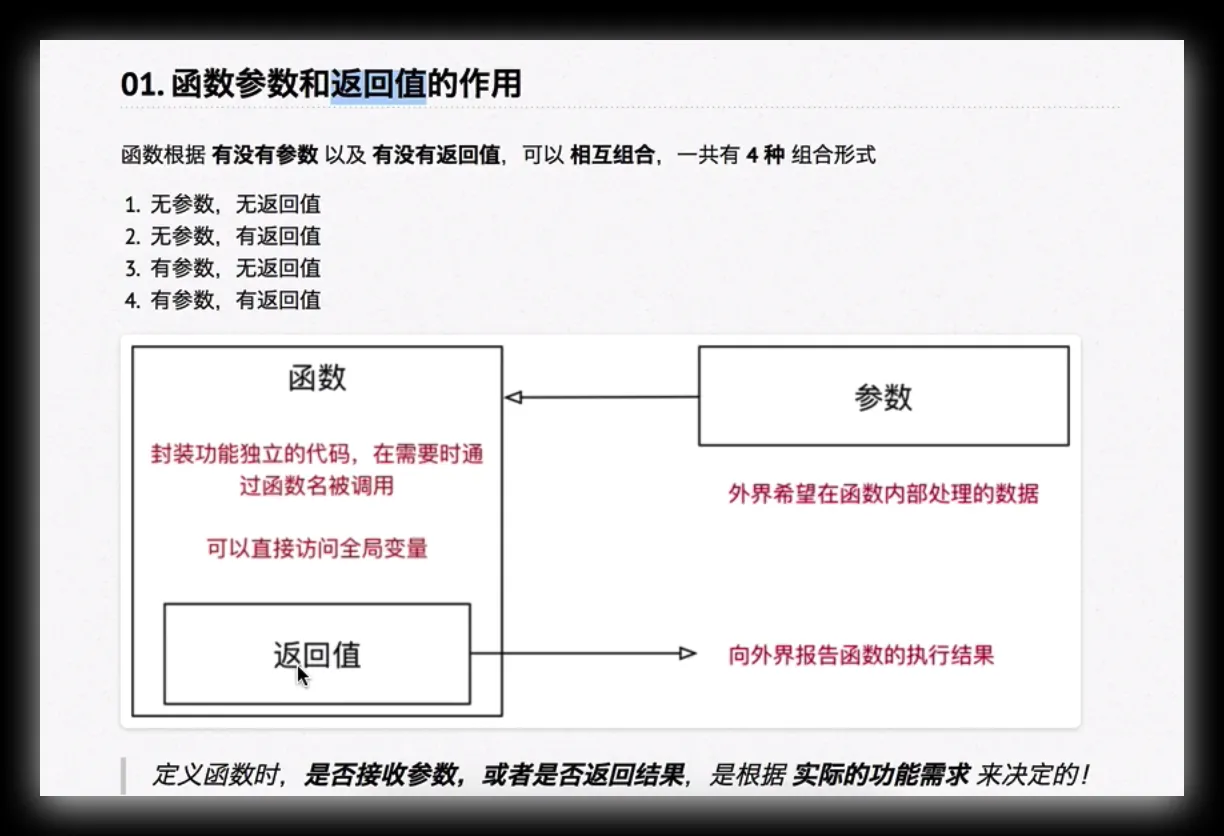 01. 函数参数和返回值的作用
函数根据 有没有参数 以及 有没有返回值，可以 相互组合，一共有 4 种 组合形式
1. 无参数，无返回值
2. 无参数，有返回值
3. 有参数，无返回值
4. 有参数，有返回值
函数
参数
封装功能独立的代码，在需要时通
过函数名被调用
外界希望在函数内部处理的数据
可以直接访问全局变量
返回值
向外界报告函数的执行结果
定义函数时，是否接收参数，或者是否返回结果，是根据 实际的功能需求 来决定的！